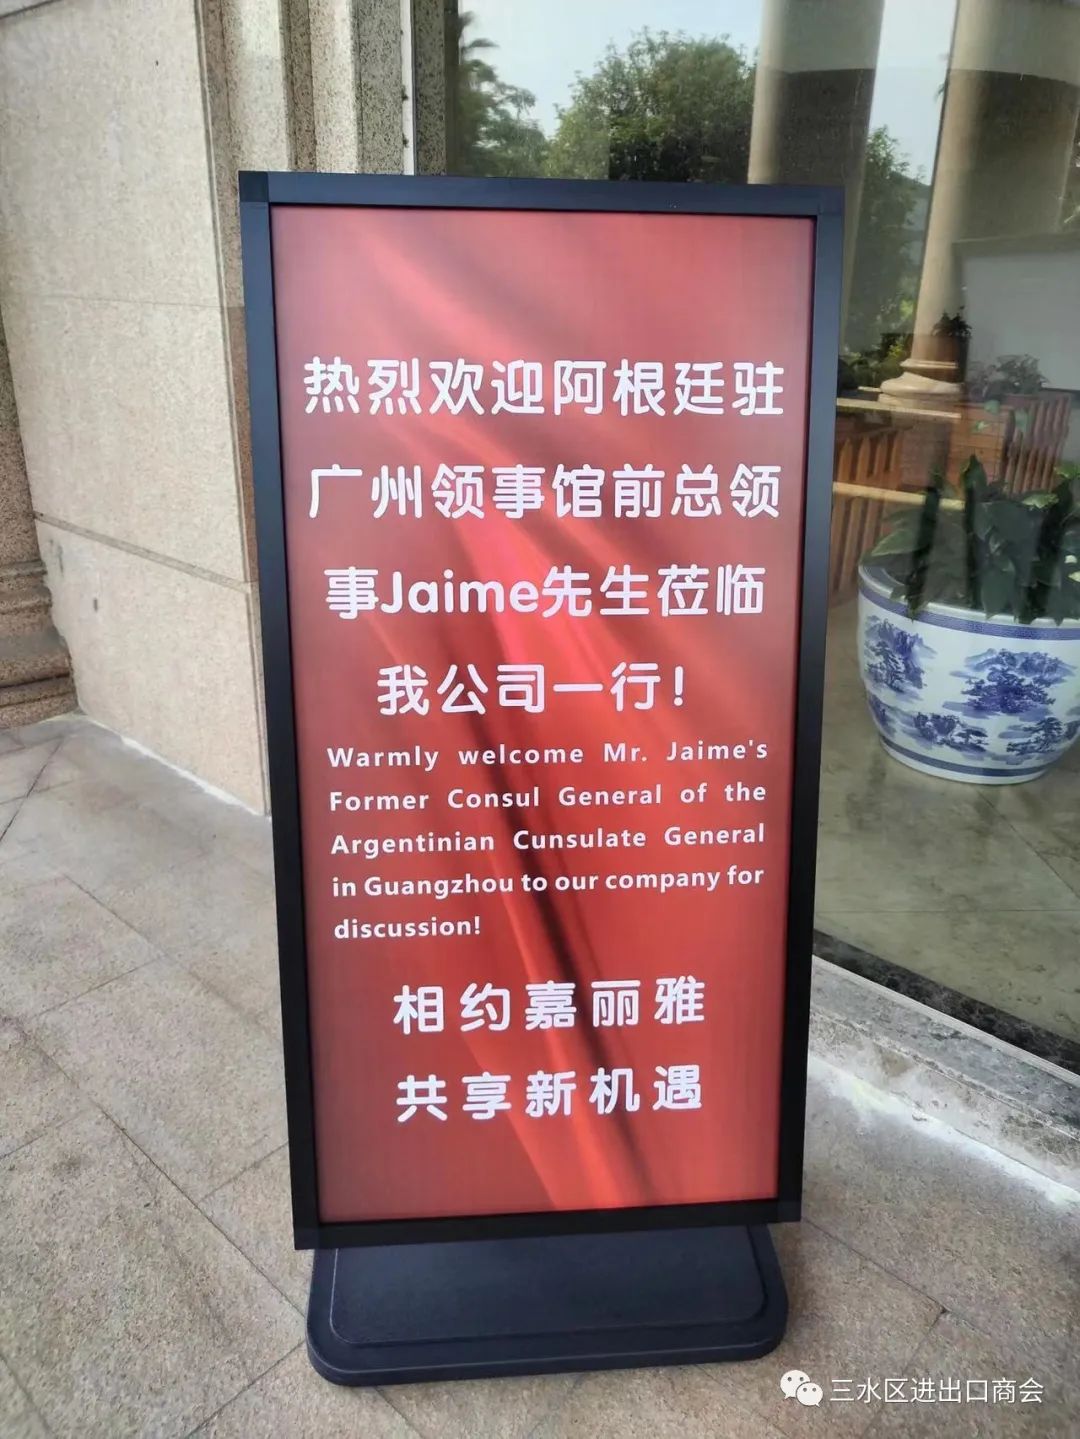 热烈欢迎阿根廷驻
广州领事馆前总领
事Jaime先生莅临
我公司一行！
Warmly welcome Mr. Jaime's
Former Consul General of the
Argentinian Cunsulate General
in Guangzhou to our company for
discussion!
相约嘉丽雅
共享新机遇
三水区进出口商会